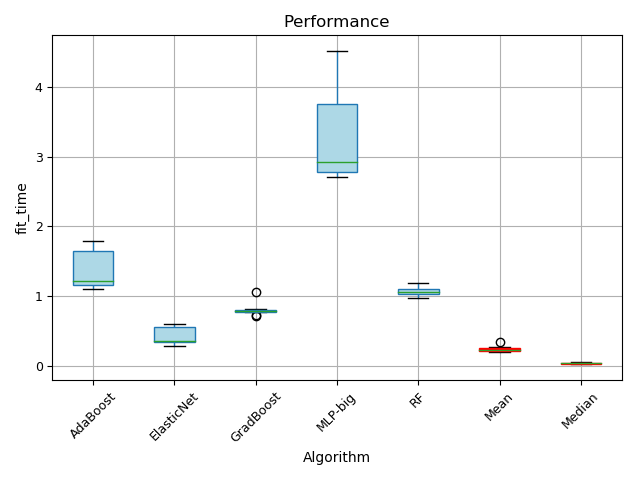 Performance
fit_time
4
3
2
1
0
AdaBoost
ElasticNet
GradBoost
MLP-big
RF
Mean
Median
Algorithm